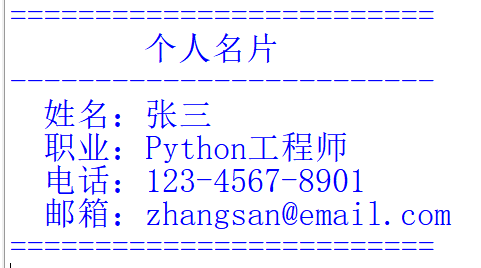 =========================
        个人名片
-------------------------
  姓名：张三
  职业：Python工程师
  电话：123-4567-8901
  邮箱：zhangsan@email.com
=========================